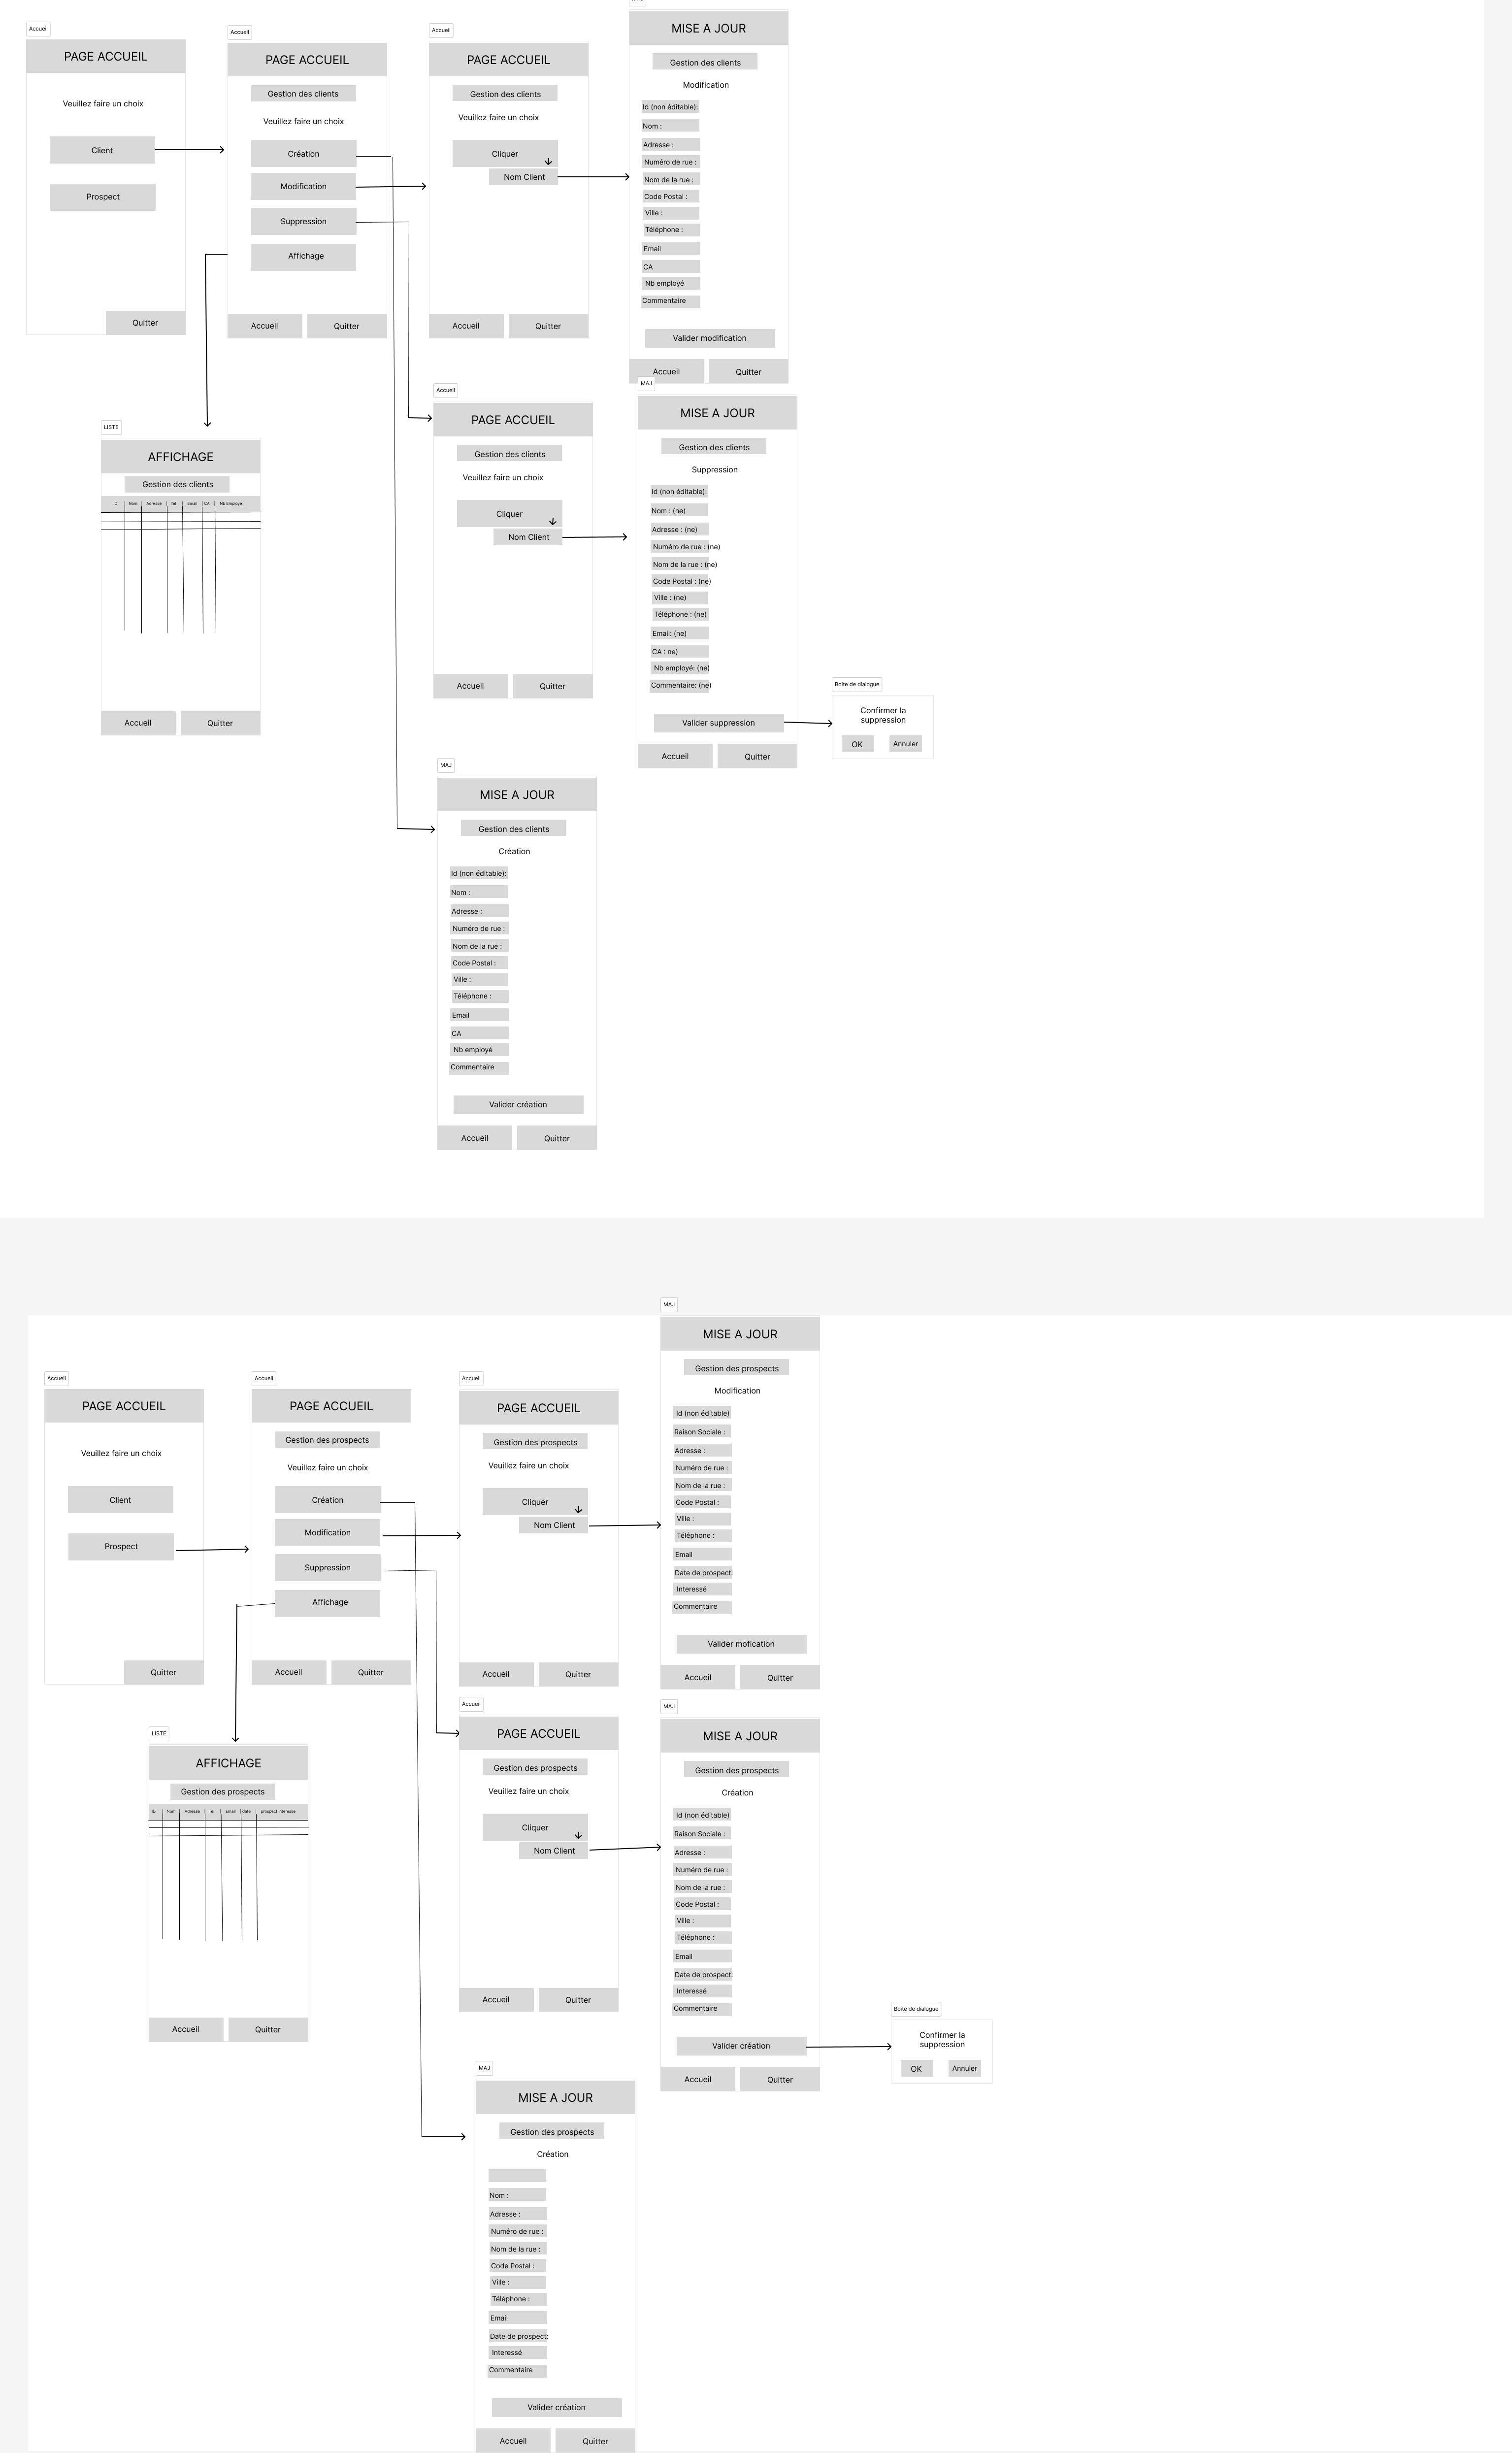 Accueil
PAGE ACCUEIL
Veuillez faire un choix
Client
Prospect
Quitter
Accueil
PAGE ACCUEIL
Gestion des clients
Veuillez faire un choix
Création
Modification
Suppression
Affichage
Accueil
Quitter
Accueil
PAGE ACCUEIL
Gestion des clients
Veuillez faire un choix
Cliquer
Nom Client
Accueil
Quitter
MISE A JOUR
Gestion des clients
Modification
Id (non éditable):
Nom :
Adresse :
Numéro de rue :
Nom de la rue :
Code Postal :
Ville :
Téléphone :
Email
CA
Nb employé
Commentaire
Valider modification
Accueil
Quitter
LISTE
AFFICHAGE
Gestion des clients
ID Nom Adresse Tel Email CA Nb Employé
Accueil
Quitter
Accueil
PAGE ACCUEIL
Gestion des clients
Veuillez faire un choix
Cliquer
Nom Client
Accueil
Quitter
MAJ
MISE A JOUR
Gestion des clients
Suppression
Id (non éditable):
Nom : (ne)
Adresse : (ne)
Numéro de rue : (ne)
Nom de la rue : (ne)
Code Postal : (ne)
Ville : (ne)
Téléphone : (ne)
Email: (ne)
CA : ne)
Nb employé: (ne)
Commentaire: (ne)
Valider suppression
Accueil
Quitter
Boite de dialogue
Confirmer la
suppression
OK
Annuler
MAJ
MISE A JOUR
Gestion des clients
Création
Id (non éditable):
Nom :
Adresse :
Numéro de rue :
Nom de la rue :
Code Postal :
Ville :
Téléphone :
Email
CA
Nb employé
Commentaire
Valider création
Accueil
Quitter
Accueil
PAGE ACCUEIL
Veuillez faire un choix
Client
Prospect
Quitter
Accueil
PAGE ACCUEIL
Gestion des prospects
Veuillez faire un choix
Création
Modification
Suppression
Affichage
Accueil
Quitter
Accueil
PAGE ACCUEIL
Gestion des prospects
Veuillez faire un choix
Cliquer
Nom Client
Accueil
Quitter
MAJ
MISE A JOUR
Gestion des prospects
Modification
Id (non éditable)
Raison Sociale :
Adresse :
Numéro de rue :
Nom de la rue :
Code Postal :
Ville :
Téléphone :
Email
Date de prospect:
Interessé
Commentaire
Valider mofication
Accueil
Quitter
LISTE
AFFICHAGE
Gestion des prospects
ID Nom Adresse Tel Email date prospect interesse
Accueil
Quitter
Accueil
PAGE ACCUEIL
Gestion des prospects
Veuillez faire un choix
Cliquer
Nom Client
Accueil
Quitter
MAJ
MISE A JOUR
Gestion des prospects
Création
Id (non éditable)
Raison Sociale :
Adresse :
Numéro de rue :
Nom de la rue :
Code Postal :
Ville :
Téléphone :
Email
Date de prospect:
Interessé
Commentaire
Valider création
Accueil
Quitter
Boite de dialogue
Confirmer la
suppression
OK
Annuler
MAJ
MISE A JOUR
Gestion des prospects
Création
Nom :
Adresse :
Numéro de rue :
Nom de la rue :
Code Postal :
Ville :
Téléphone :
Email
Date de prospect:
Interessé
Commentaire
Valider création
Accueil
Quitter